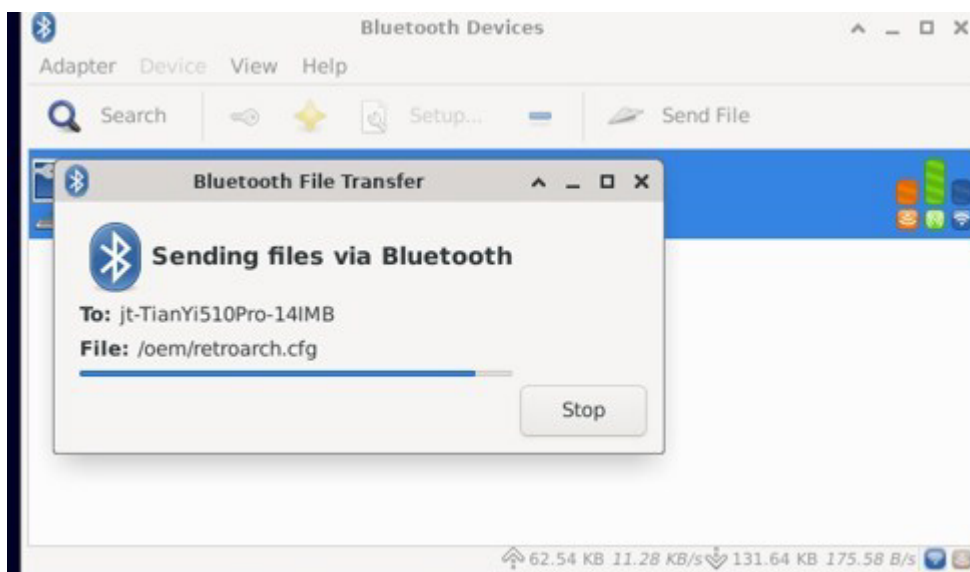 Bluetooth Devices
Adapter Device View Help
Search Setup... Send File
Bluetooth File Transfer
Sending files via Bluetooth
To: jt-TianYi510Pro-14IMB
File: /oem/retroarch.cfg
Stop
62.54 KB 11.28 KB/s 131.64 KB 175.58 B/s